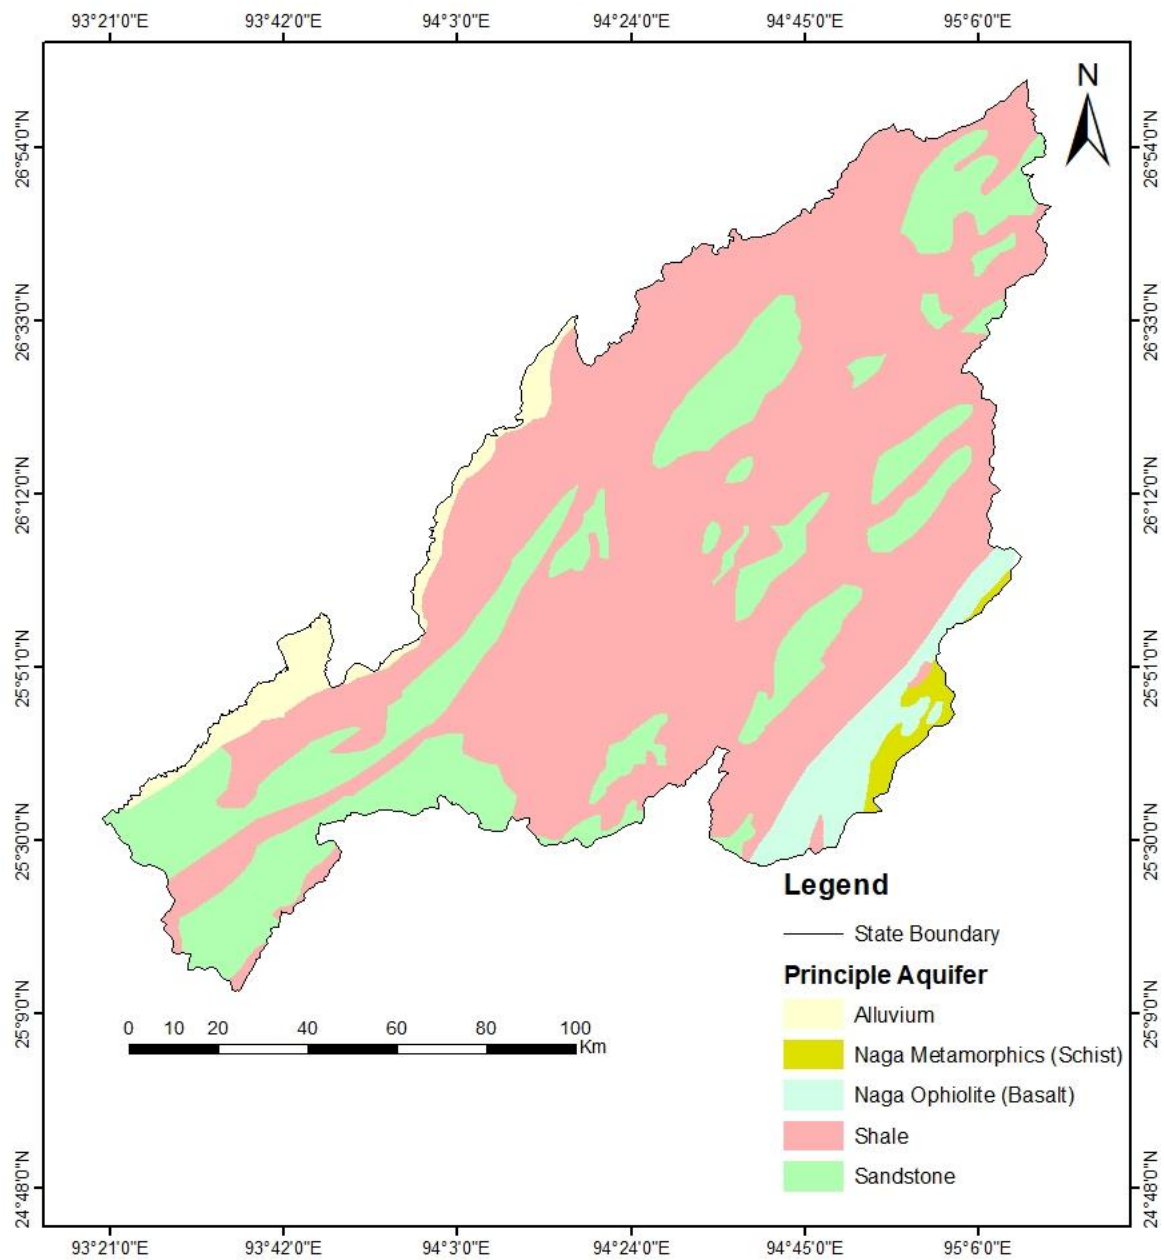 93°21'0"E 93°42'0"E 94°3'0"E 94°24'0"E 94°45'0"E 95°6'0"E
N
26°54'0"N 26°54'0"N
26°33'0"N 26°33'0"N
26°12'0"N 26°12'0"N
25°51'0"N 25°51'0"N
25°30'0"N 25°30'0"N
Legend
State Boundary
Principle Aquifer
Alluvium
25°9'0"N 25°9'0"N
0 10 20 40 60 80 100
Km
Naga Metamorphics (Schist)
Naga Ophiolite (Basalt)
Shale
Sandstone
24°48'0"N 24°48'0"N
93°21'0"E 93°42'0"E 94°3'0"E 94°24'0"E 94°45'0"E 95°6'0"E